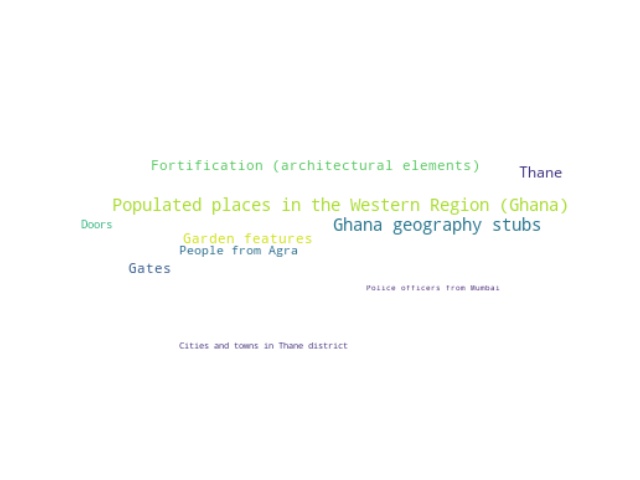 Fortification (architectural elements)
Thane
Populated places in the Western Region (Ghana)
Doors
Ghana geography stubs
Garden features
People from Agra
Gates
Police officers from Mumbai
Cities and towns in Thane district